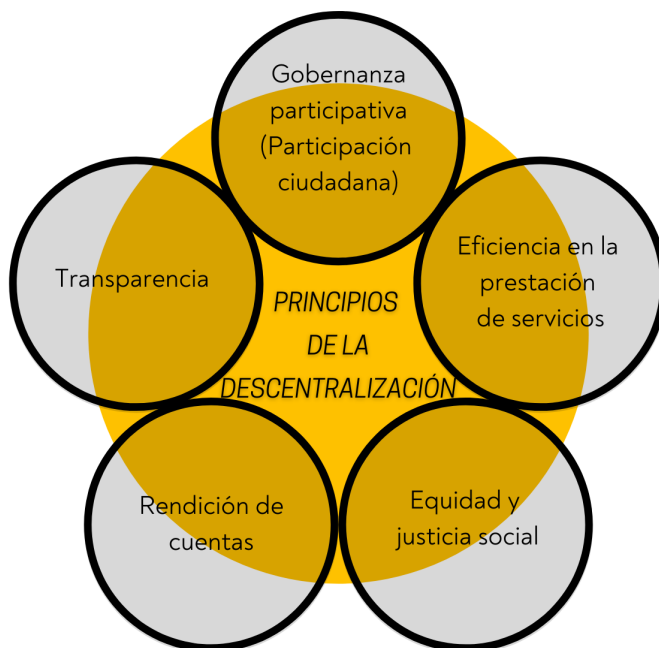 Gobernanza
participativa
(Participación
ciudadana)
Eficiencia en la
prestación
de servicios
Transparencia
PRINCIPIOS
DE LA
DESCENTRALIZACIÓN
Rendición de
cuentas
Equidad y
justicia social